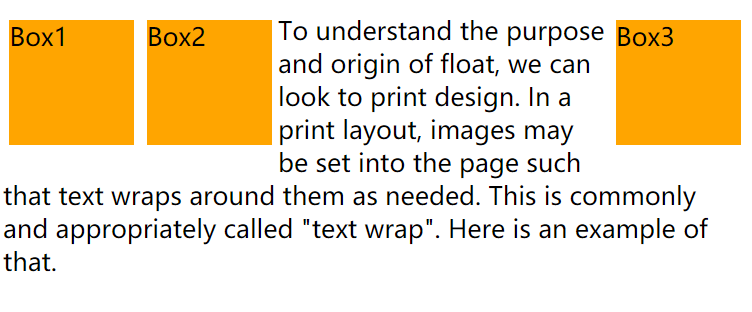 Box1 Box2 To understand the purpose Box3
and origin of float, we can
look to print design. In a
print layout, images may
be set into the page such
that text wraps around them as needed. This is commonly
and appropriately called "text wrap". Here is an example of
that.